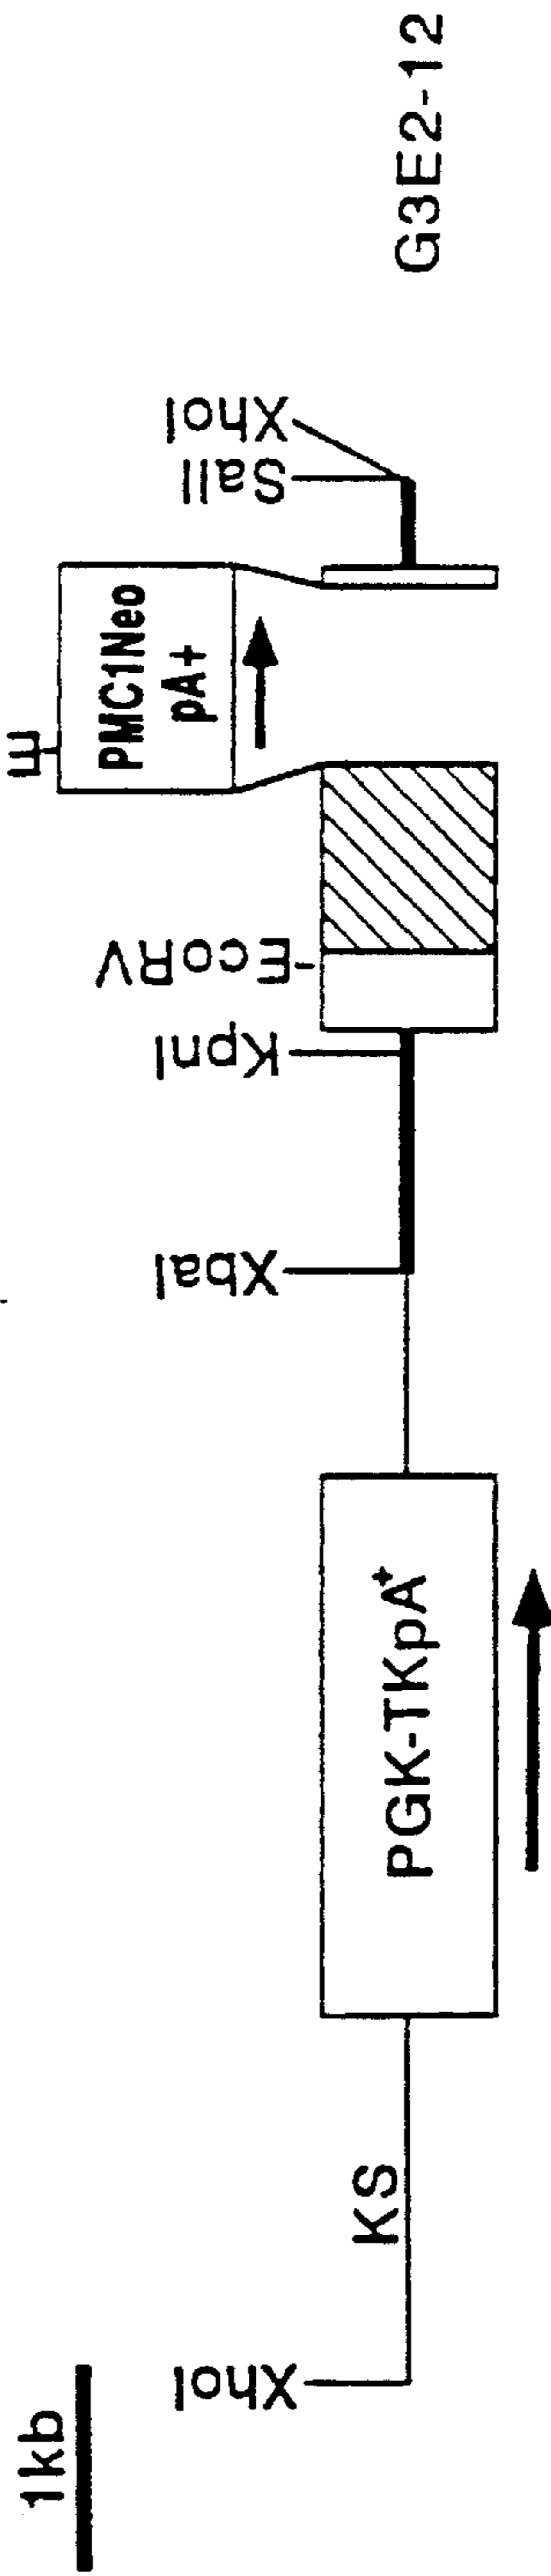 1kb
XhoI
KS
PGK-TKpA+
XbaI
KpnI
EcoRV
E
PMC1Neo
pA+
SalI
XhoI
G3E2-12